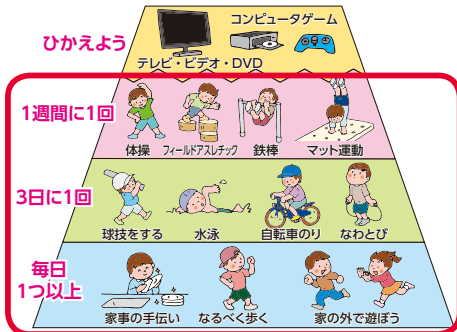 ひかえよう
コンピュータゲーム
テレビ・ビデオ・DVD
1週間に1回
体操 フィールドアスレチック 鉄棒 マット運動
3日に1回
球技をする 水泳 自転車のり なわとび
毎日
1つ以上
家事の手伝い なるべく歩く 家の外で遊ぼう